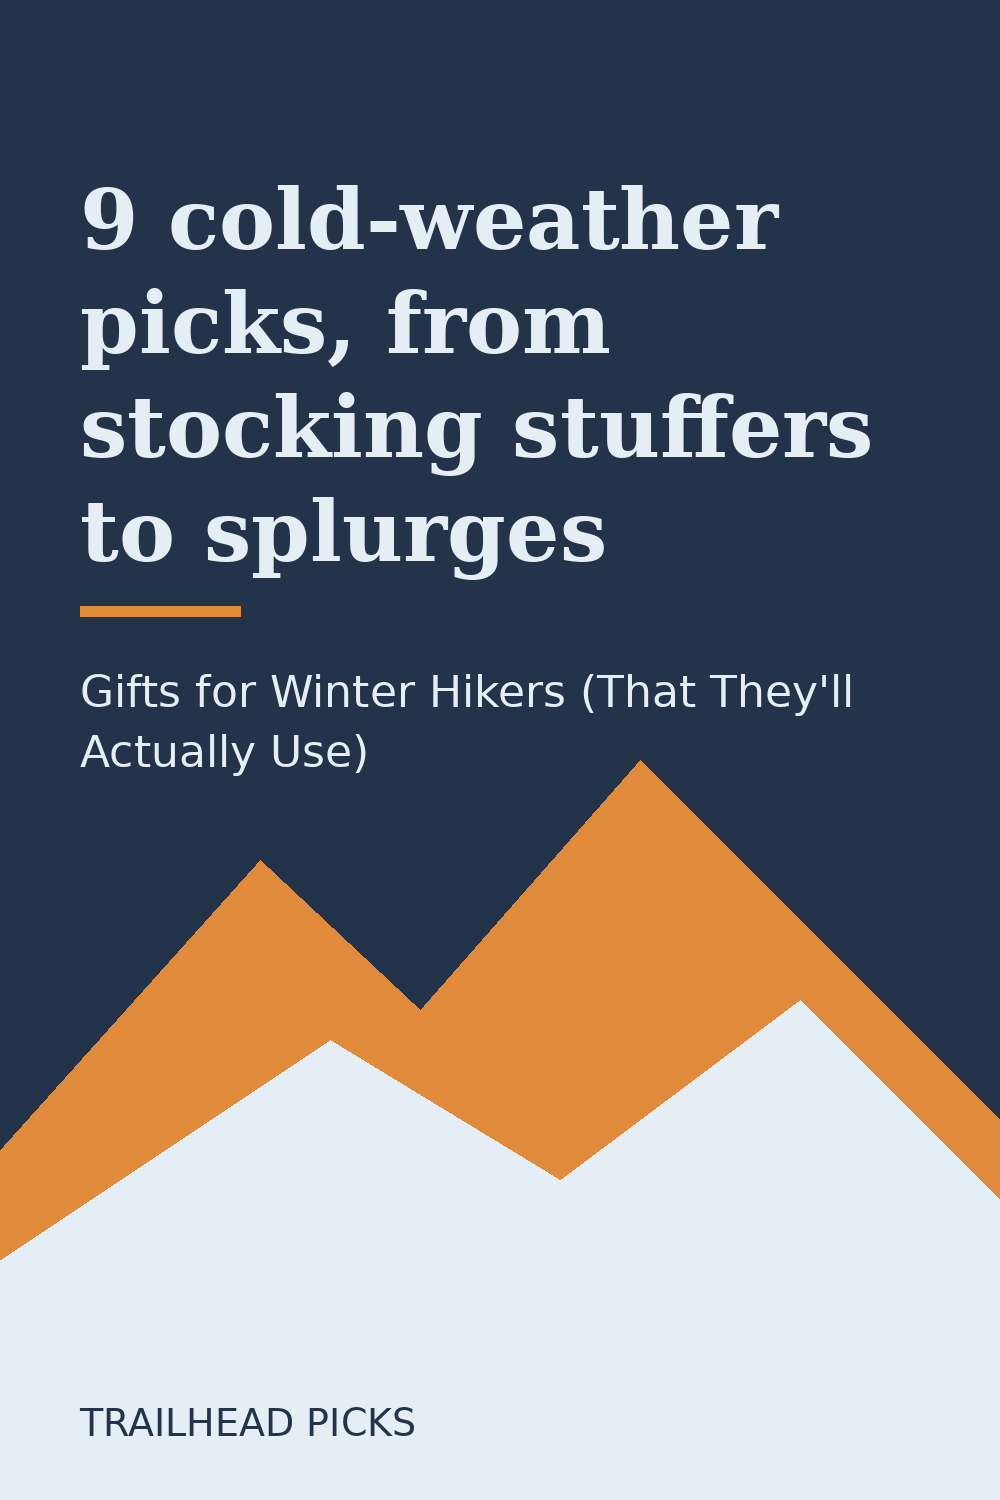 9 cold-weather
picks, from
stocking stuffers
to splurges
Gifts for Winter Hikers (That They'll
Actually Use)
TRAILHEAD PICKS